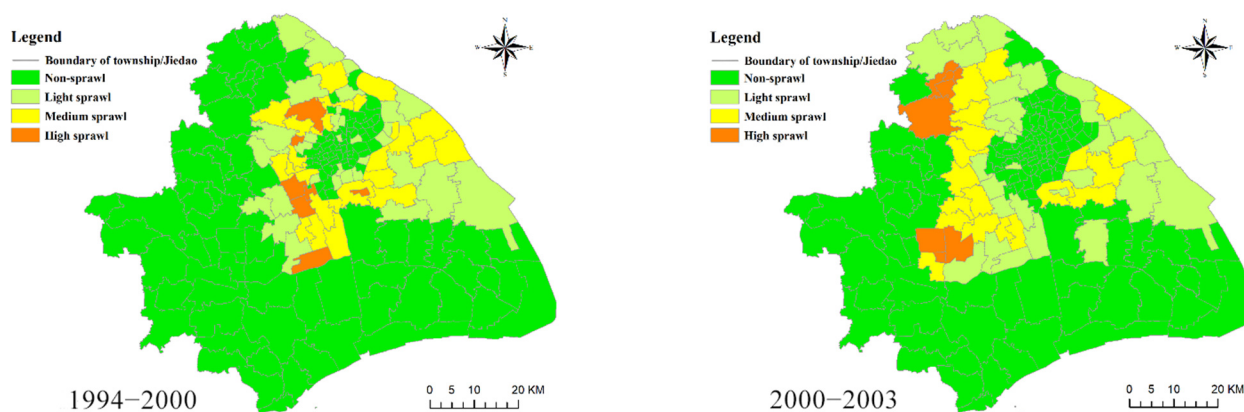 N
W E
S
Legend
Boundary of township/Jiedao
Non-sprawl
Light sprawl
Medium sprawl
High sprawl
1994−2000
0 5 10 20 KM
N
W E
S
Legend
Boundary of township/Jiedao
Non-sprawl
Light sprawl
Medium sprawl
High sprawl
2000−2003
0 5 10 20 KM